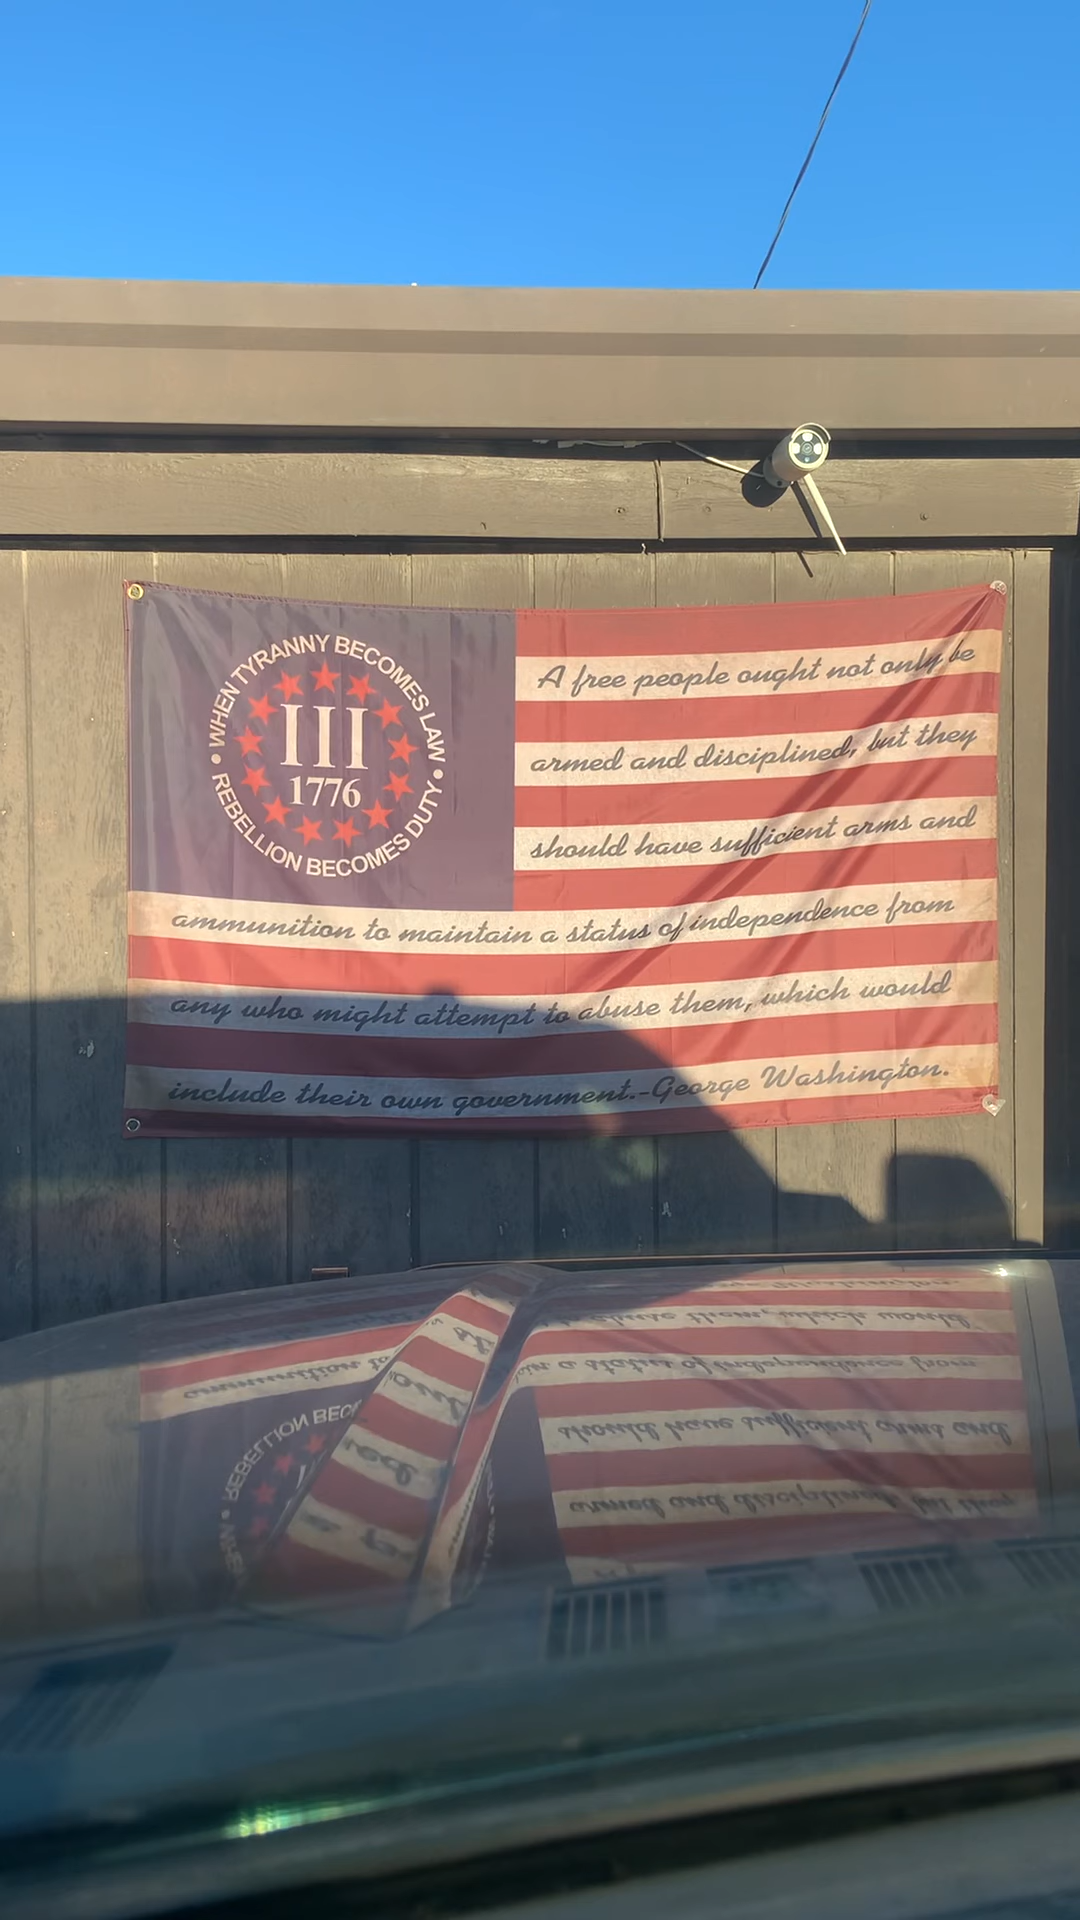 WHEN TYRANNY BECOMES LAW
III
1776
REBELLION BECOMES DUTY
A free people ought not only be
armed and disciplined, but they
should have sufficient arms and
ammunition to maintain a status of independence from
any who might attempt to abuse them, which would
include their own government.-George Washington.